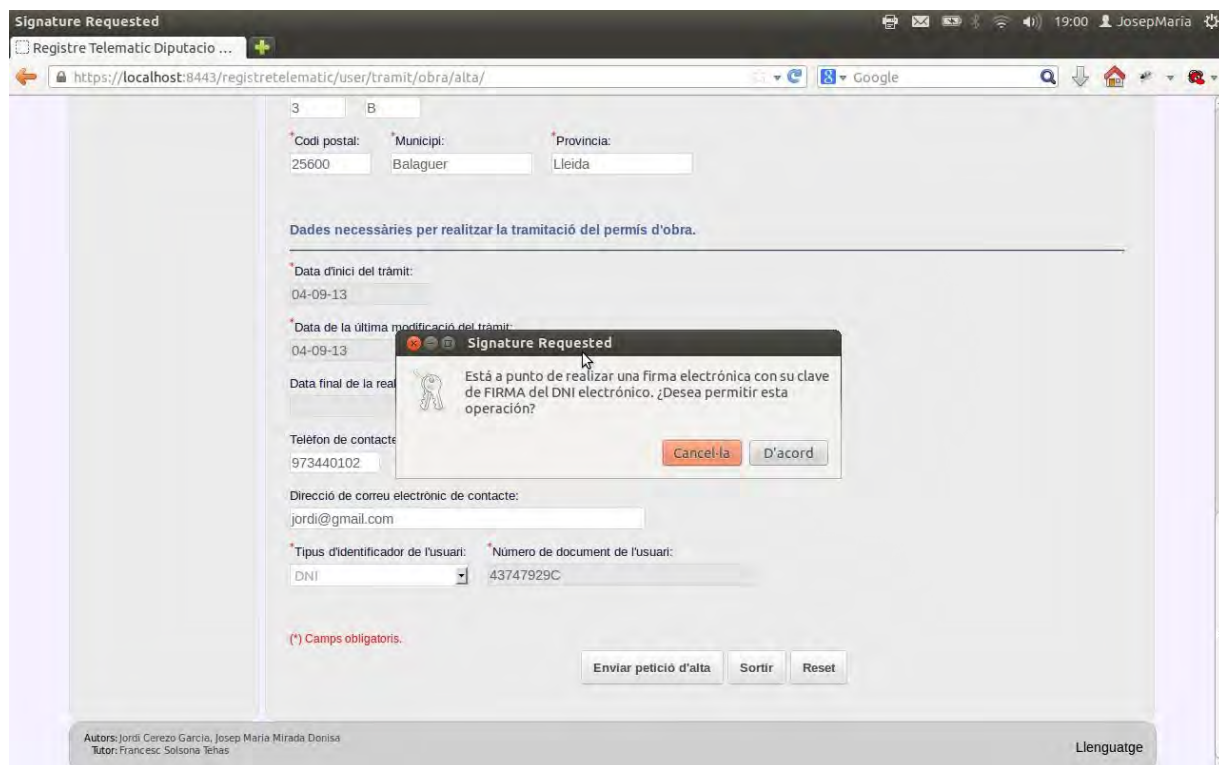 Signature Requested
19:00 JosepMaria
Registre Telematic Diputacio ...
https://localhost:8443/registretelematic/user/tramit/obra/alta/
Google
3 B
*Codi postal: *Municipi: *Provincia:
25600 Balaguer Lleida
Dades necessàries per realitzar la tramitació del permís d'obra.
*Data d'inici del tràmit:
04-09-13
*Data de la última modificació del tràmit:
04-09-13
Data final de la real
Signature Requested
Está a punto de realizar una firma electrónica con su clave
de FIRMA del DNI electrónico. ¿Desea permitir esta
operación?
Cancel·la D'acord
Telèfon de contacte
973440102
Direcció de correu electrònic de contacte:
jordi@gmail.com
*Tipus d'identificador de l'usuari: *Número de document de l'usuari:
DNI 43747929C
(*) Camps obligatoris.
Enviar petició d'alta Sortir Reset
Autors: Jordi Cerezo Garcia, Josep Maria Mirada Donisa
Tutor: Francesc Solsona Tehas
Llenguatge